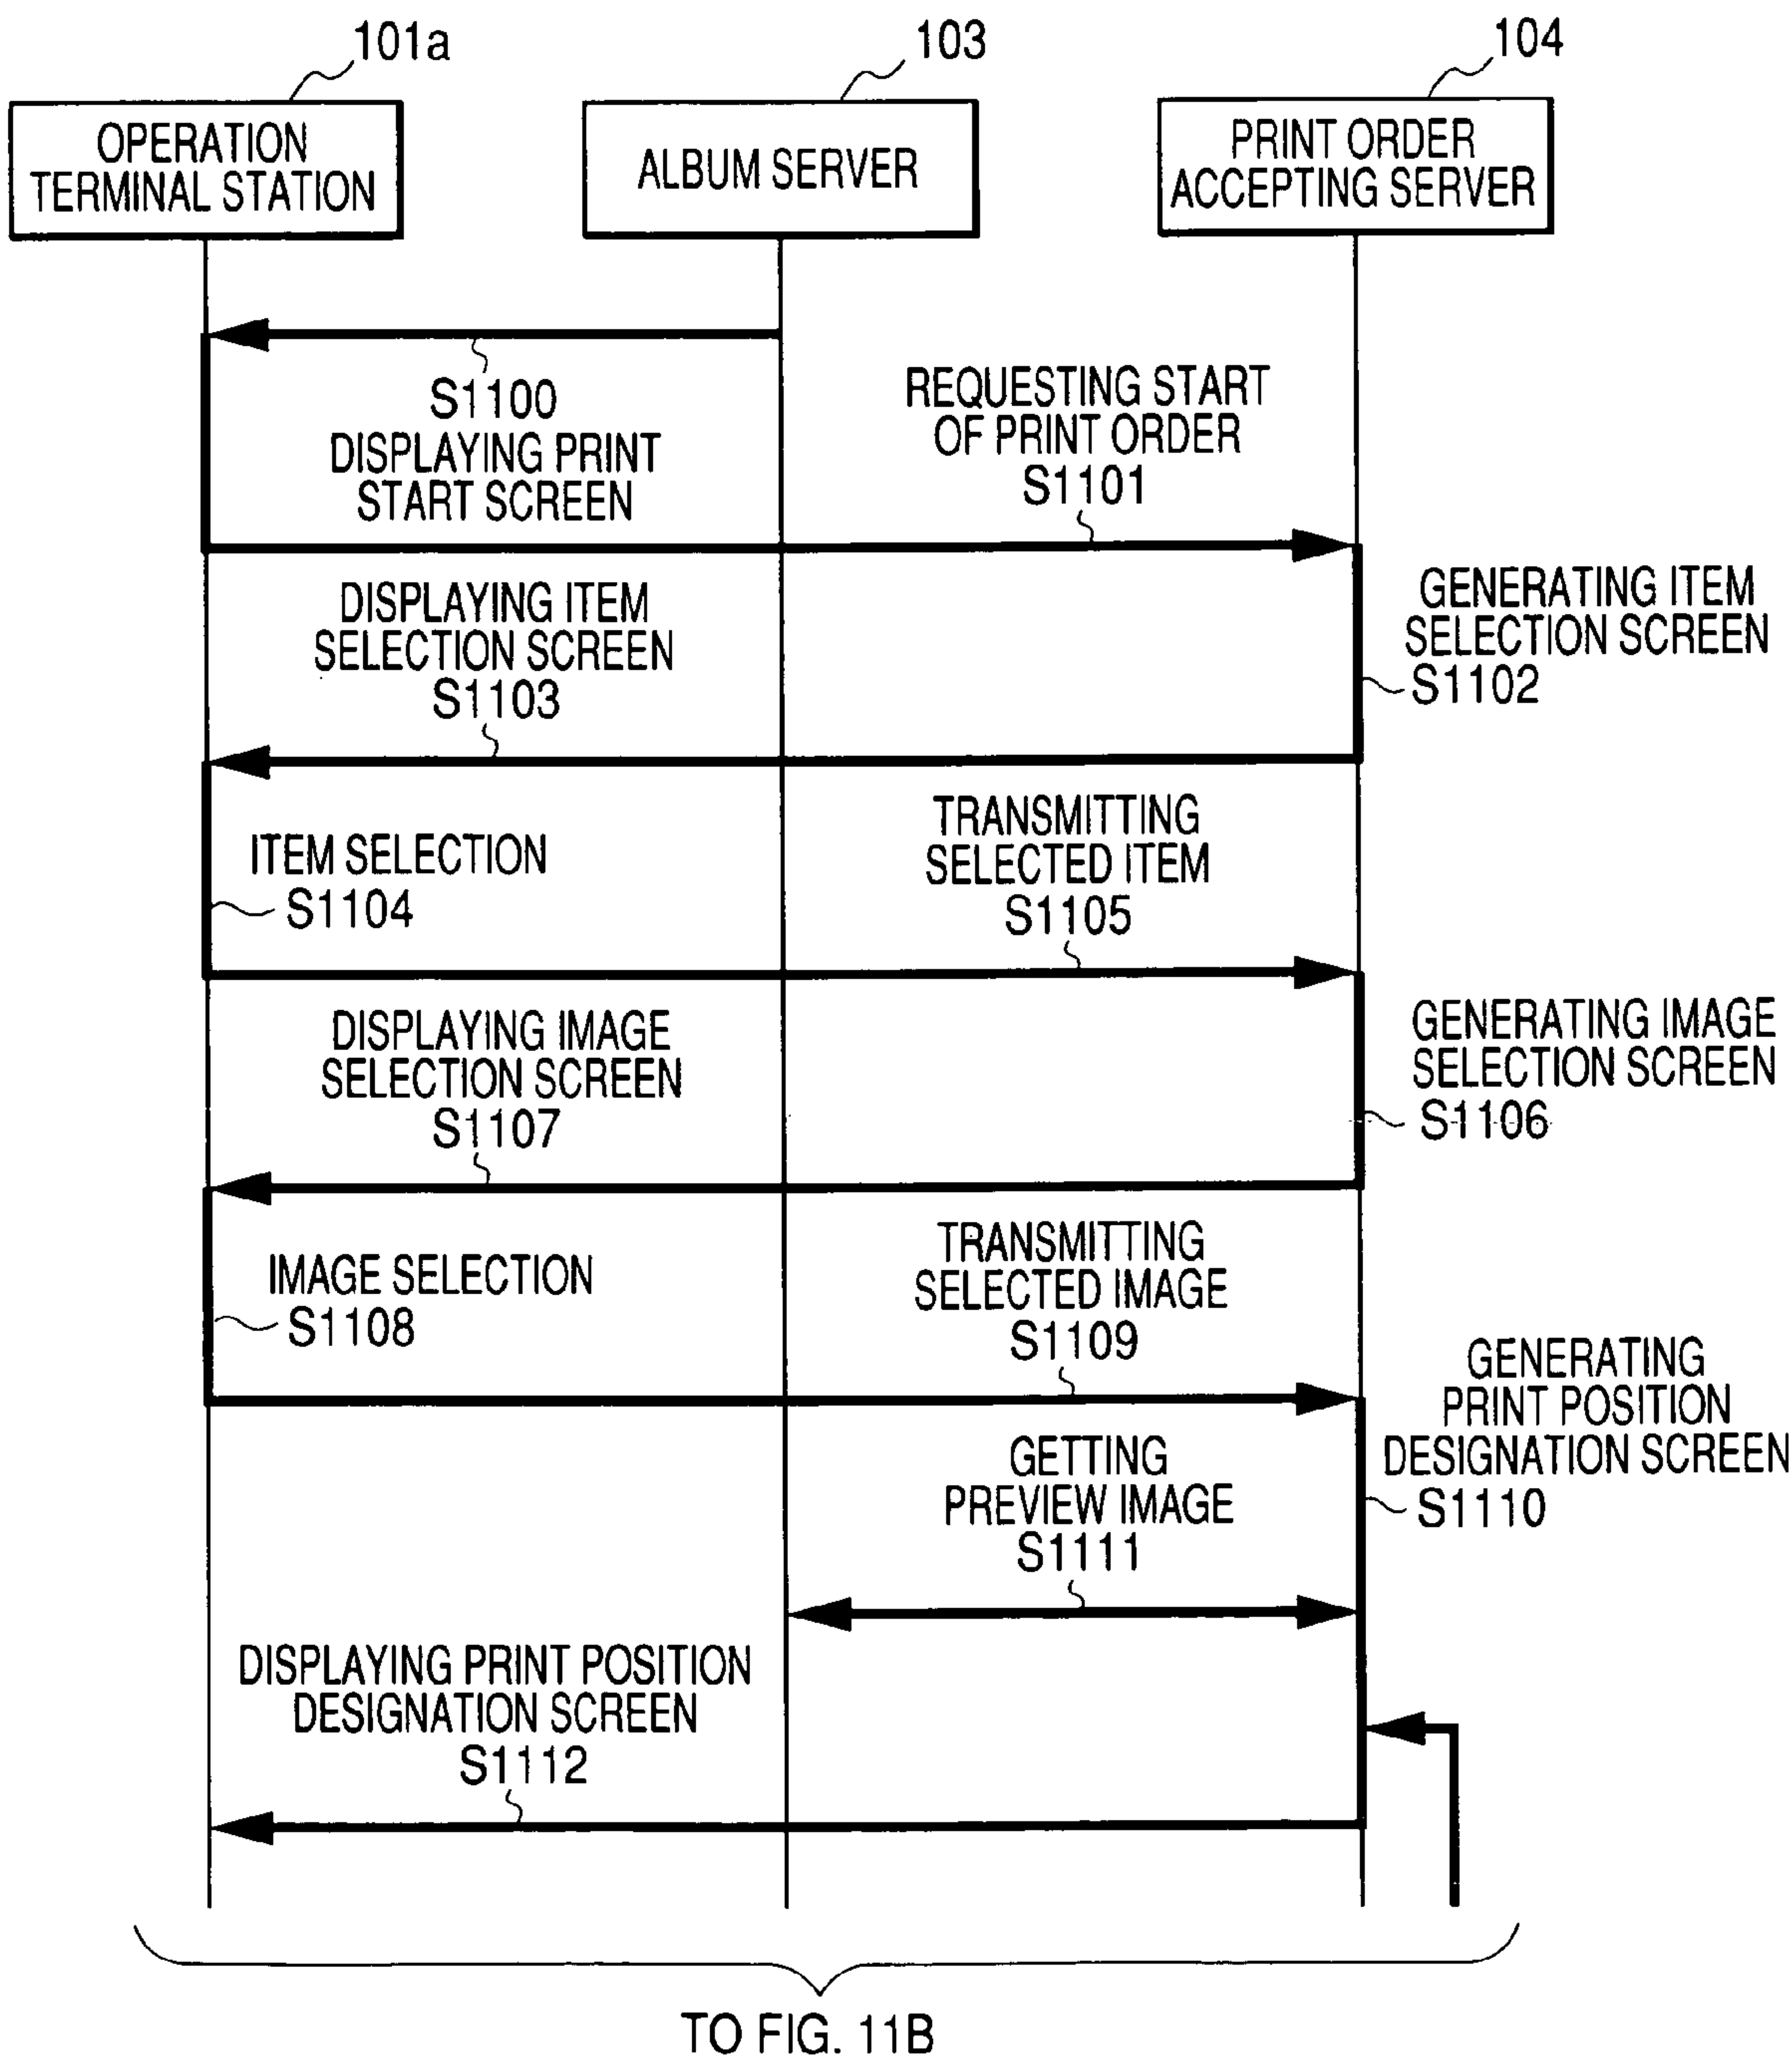 101a
103
104
OPERATION
TERMINAL STATION
ALBUM SERVER
PRINT ORDER
ACCEPTING SERVER
S1100
DISPLAYING PRINT
START SCREEN
REQUESTING START
OF PRINT ORDER
S1101
GENERATING ITEM
SELECTION SCREEN
S1102
DISPLAYING ITEM
SELECTION SCREEN
S1103
ITEM SELECTION
S1104
TRANSMITTING
SELECTED ITEM
S1105
GENERATING IMAGE
SELECTION SCREEN
S1106
DISPLAYING IMAGE
SELECTION SCREEN
S1107
IMAGE SELECTION
S1108
TRANSMITTING
SELECTED IMAGE
S1109
GENERATING
PRINT POSITION
DESIGNATION SCREEN
S1110
GETTING
PREVIEW IMAGE
S1111
DISPLAYING PRINT POSITION
DESIGNATION SCREEN
S1112
TO FIG. 11B